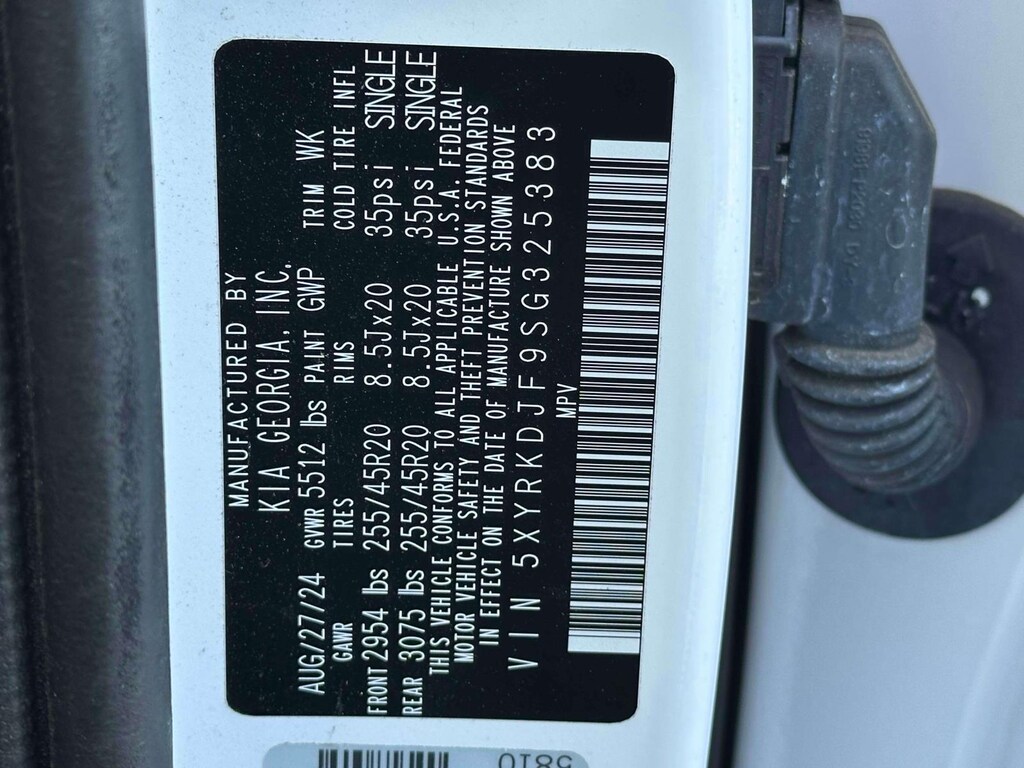 MANUFACTURED BY
KIA GEORGIA, INC.
AUG/27/24 GVWR 5512 lbs PAINT GWP TRIM WK
GAWR TIRES RIMS COLD TIRE INFL
FRONT 2954 lbs 255/45R20 8.5Jx20 35psi SINGLE
REAR 3075 lbs 255/45R20 8.5Jx20 35psi SINGLE
THIS VEHICLE CONFORMS TO ALL APPLICABLE U.S.A. FEDERAL
MOTOR VEHICLE SAFETY AND THEFT PREVENTION STANDARDS
IN EFFECT ON THE DATE OF MANUFACTURE SHOWN ABOVE
VIN 5XYRKDJF9SG325383
MPV
5810